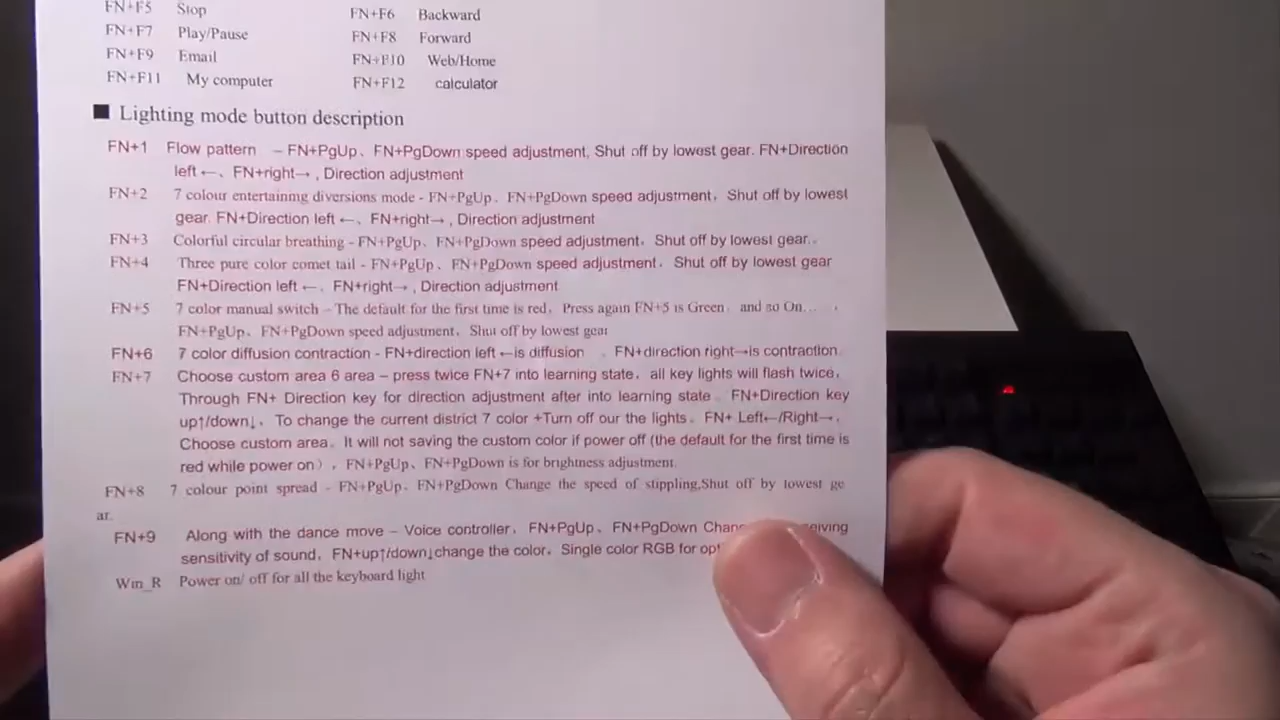 FN+F5 Stop FN+F6 Backward
FN+F7 Play/Pause FN+F8 Forward
FN+F9 Email FN+F10 Web/Home
FN+F11 My computer FN+F12 calculator
■ Lighting mode button description
FN+1 Flow pattern – FN+PgUp、FN+PgDown speed adjustment, Shut off by lowest gear. FN+Direction
left ←、FN+right→ , Direction adjustment
FN+2 7 colour entertaining diversions mode - FN+PgUp、FN+PgDown speed adjustment，Shut off by lowest
gear. FN+Direction left ←、FN+right→ , Direction adjustment
FN+3 Colorful circular breathing - FN+PgUp、FN+PgDown speed adjustment，Shut off by lowest gear..
FN+4 Three pure color comet tail - FN+PgUp、FN+PgDown speed adjustment，Shut off by lowest gear
FN+Direction left ←、FN+right→ , Direction adjustment
FN+5 7 color manual switch – The default for the first time is red，Press again FN+5 is Green，and so On…
FN+PgUp、FN+PgDown speed adjustment，Shut off by lowest gear
FN+6 7 color diffusion contraction - FN+direction left ←is diffusion ，FN+direction right→is contraction.
FN+7 Choose custom area 6 area – press twice FN+7 into learning state，all key lights will flash twice，
Through FN+ Direction key for direction adjustment after into learning state。FN+Direction key
up↑/down↓，To change the current district 7 color +Turn off our the lights。FN+ Left←/Right→，
Choose custom area。It will not saving the custom color if power off (the default for the first time is
red while power on），FN+PgUp、FN+PgDown is for brightness adjustment.
FN+8 7 colour point spread - FN+PgUp、FN+PgDown Change the speed of stippling,Shut off by lowest ge
ar.
FN+9 Along with the dance move – Voice controller，FN+PgUp、FN+PgDown
sensitivity of sound，FN+up↑/down↓change the color，Single color RGB for
Win_R Power on/ off for all the keyboard light